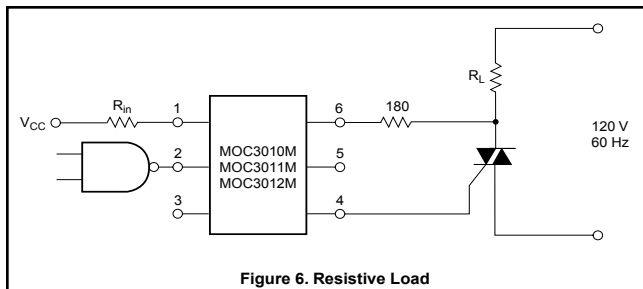 R_L
R_in
1
6
180
V_CC
120 V
60 Hz
MOC3010M
MOC3011M
MOC3012M
2
5
3
4
Figure 6. Resistive Load